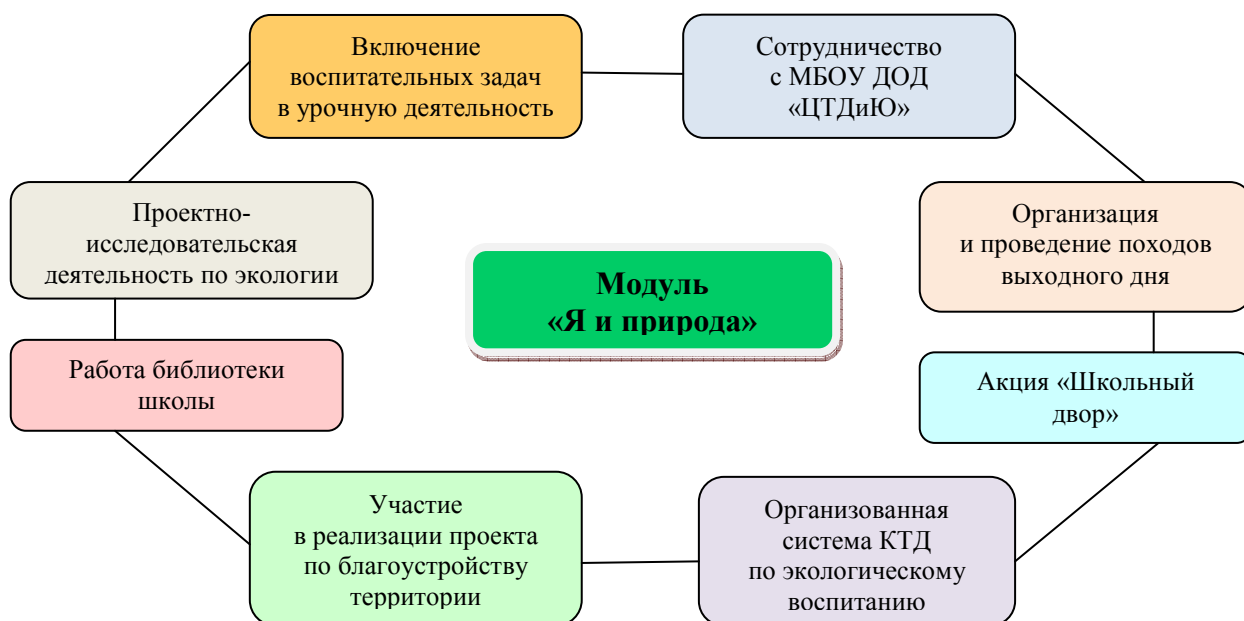 Включение
воспитательных задач
в урочную деятельность
Сотрудничество
с МБОУ ДОД
«ЦТДиЮ»
Проектно-
исследовательская
деятельность по экологии
Организация
и проведение походов
выходного дня
Модуль
«Я и природа»
Работа библиотеки
школы
Акция «Школьный
двор»
Участие
в реализации проекта
по благоустройству
территории
Организованная
система КТД
по экологическому
воспитанию